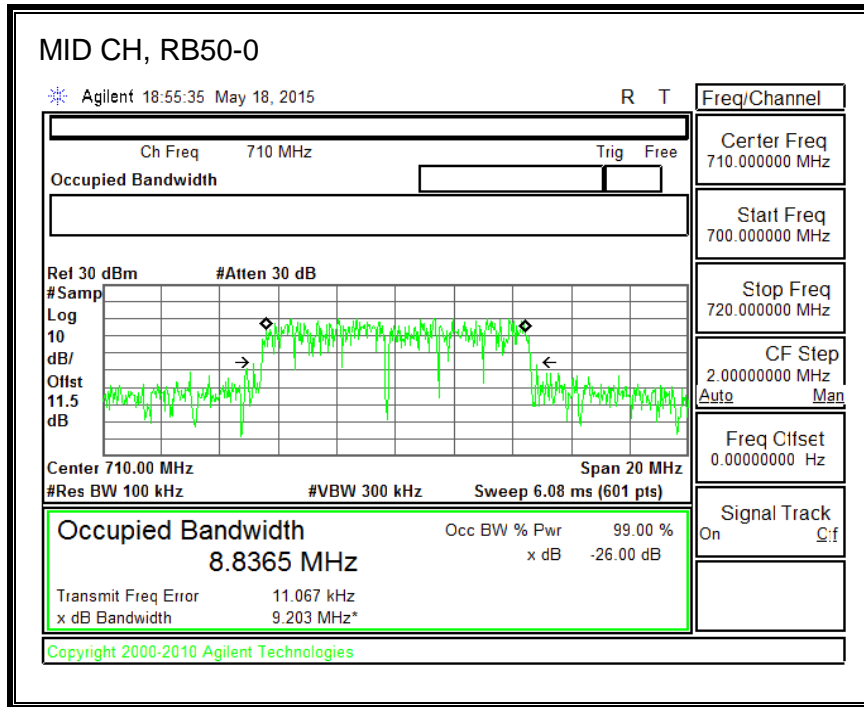 MID CH, RB50-0
Agilent 18:55:35 May 18, 2015 R T
Ch Freq 710 MHz Trig Free
Occupied Bandwidth
Ref 30 dBm #Atten 30 dB
#Samp
Log
10
dB/
Offst
11.5
dB
Center 710.00 MHz Span 20 MHz
#Res BW 100 kHz #VBW 300 kHz Sweep 6.08 ms (601 pts)
Occupied Bandwidth
8.8365 MHz
Occ BW % Pwr 99.00 %
x dB -26.00 dB
Transmit Freq Error 11.067 kHz
x dB Bandwidth 9.203 MHz*
Copyright 2000-2010 Agilent Technologies
Freq/Channel
Center Freq
710.000000 MHz
Start Freq
700.000000 MHz
Stop Freq
720.000000 MHz
CF Step
2.00000000 MHz
Auto Man
Freq Offset
0.00000000 Hz
Signal Track
On Off